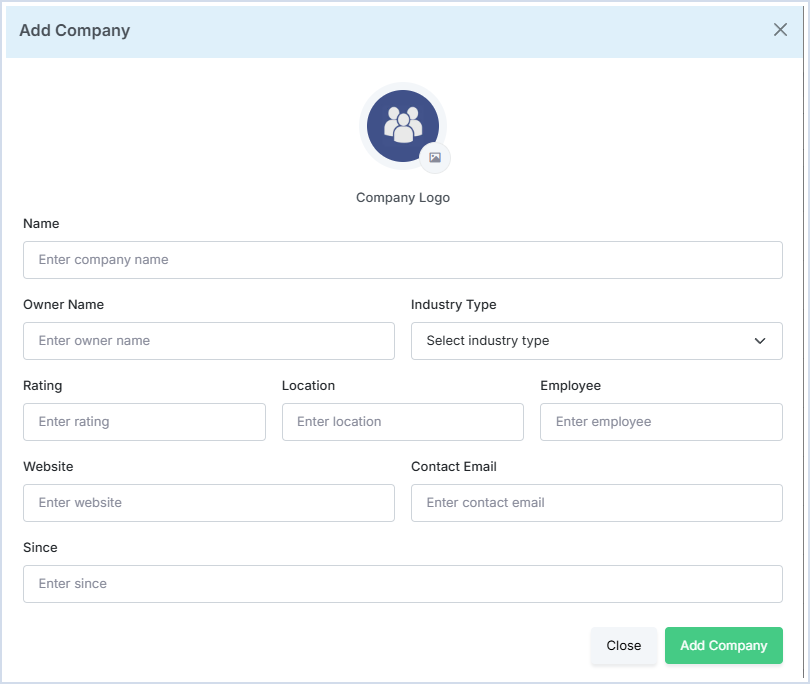 Add Company
Company Logo
Name
Enter company name
Owner Name Industry Type
Enter owner name Select industry type
Rating Location Employee
Enter rating Enter location Enter employee
Website Contact Email
Enter website Enter contact email
Since
Enter since
Close Add Company